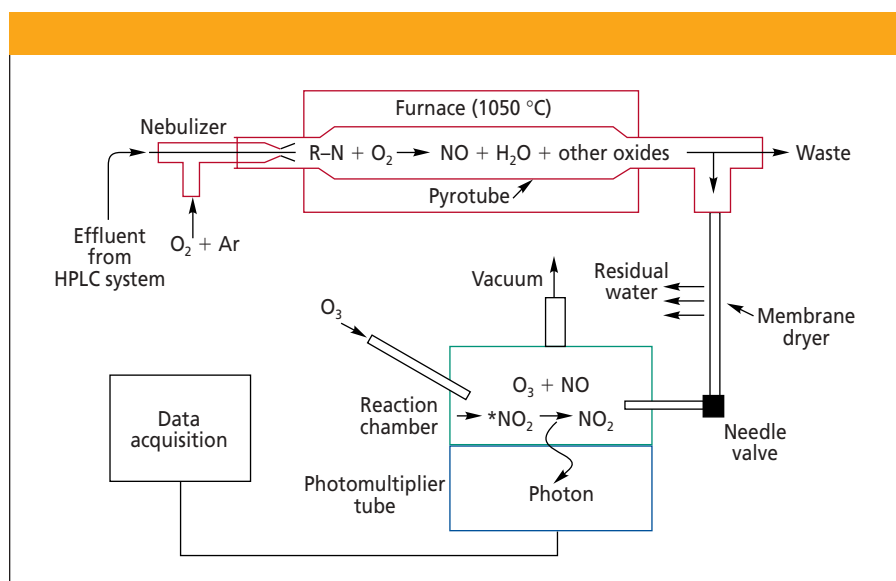 Furnace (1050 °C)
Nebulizer
R–N + O₂ → NO + H₂O + other oxides
Waste
Pyrotube
Effluent
from
HPLC system
O₂ + Ar
Vacuum
Residual
water
Membrane
dryer
O₃
O₃ + NO
Reaction
chamber
→ *NO₂ → NO₂
Needle
valve
Data
acquisition
Photomultiplier
tube
Photon